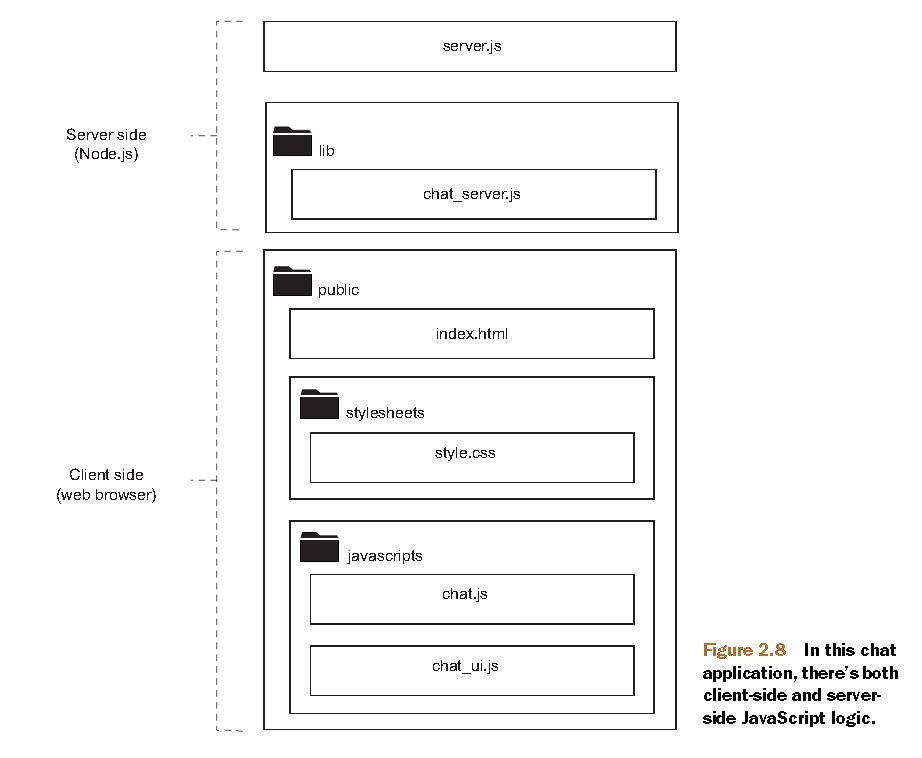 server.js
Server side
(Node.js)
lib
chat_server.js
public
index.html
stylesheets
style.css
Client side
(web browser)
javascripts
chat.js
chat_ui.js
Figure 2.8 In this chat
application, there's both
client-side and server-
side JavaScript logic.